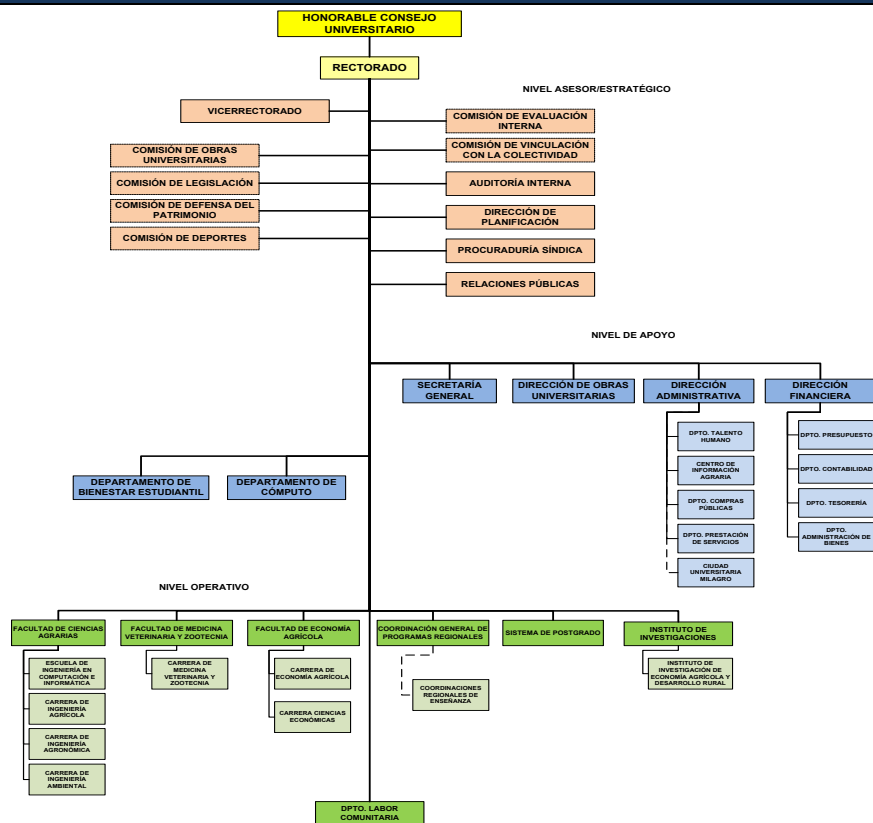 HONORABLE CONSEJO
UNIVERSITARIO
RECTORADO
NIVEL ASESOR/ESTRATÉGICO
VICERRECTORADO
COMISIÓN DE EVALUACIÓN
INTERNA
COMISIÓN DE OBRAS
UNIVERSITARIAS
COMISIÓN DE VINCULACIÓN
CON LA COLECTIVIDAD
COMISIÓN DE LEGISLACIÓN
AUDITORÍA INTERNA
COMISIÓN DE DEFENSA DEL
PATRIMONIO
DIRECCIÓN DE
PLANIFICACIÓN
COMISIÓN DE DEPORTES
PROCURADURÍA SÍNDICA
RELACIONES PÚBLICAS
NIVEL DE APOYO
SECRETARÍA
GENERAL
DIRECCIÓN DE OBRAS
UNIVERSITARIAS
DIRECCIÓN
ADMINISTRATIVA
DIRECCIÓN
FINANCIERA
DPTO. TALENTO
HUMANO
CENTRO DE
INFORMACIÓN
AGRARIA
DPTO. COMPRAS
PÚBLICAS
DPTO. PRESTACIÓN
DE SERVICIOS
CIUDAD
UNIVERSITARIA
MILAGRO
DPTO. PRESUPUESTO
DPTO. CONTABILIDAD
DPTO. TESORERÍA
DPTO.
ADMINISTRACIÓN DE
BIENES
DEPARTAMENTO DE
BIENESTAR ESTUDIANTIL
DEPARTAMENTO DE
CÓMPUTO
NIVEL OPERATIVO
FACULTAD DE CIENCIAS
AGRARIAS
FACULTAD DE MEDICINA
VETERINARIA Y ZOOTECNIA
FACULTAD DE ECONOMÍA
AGRÍCOLA
COORDINACIÓN GENERAL DE
PROGRAMAS REGIONALES
SISTEMA DE POSTGRADO
INSTITUTO DE
INVESTIGACIONES
ESCUELA DE
INGENIERÍA EN
COMPUTACIÓN E
INFORMÁTICA
CARRERA DE
INGENIERÍA
AGRÍCOLA
CARRERA DE
INGENIERÍA
AGRONÓMICA
CARRERA DE
INGENIERÍA
AMBIENTAL
CARRERA DE
MEDICINA
VETERINARIA Y
ZOOTECNIA
CARRERA DE
ECONOMÍA AGRÍCOLA
CARRERA CIENCIAS
ECONÓMICAS
COORDINACIONES
REGIONALES DE
ENSEÑANZA
INSTITUTO DE
INVESTIGACIÓN DE
ECONOMÍA AGRÍCOLA Y
DESARROLLO RURAL
DPTO. LABOR
COMUNITARIA